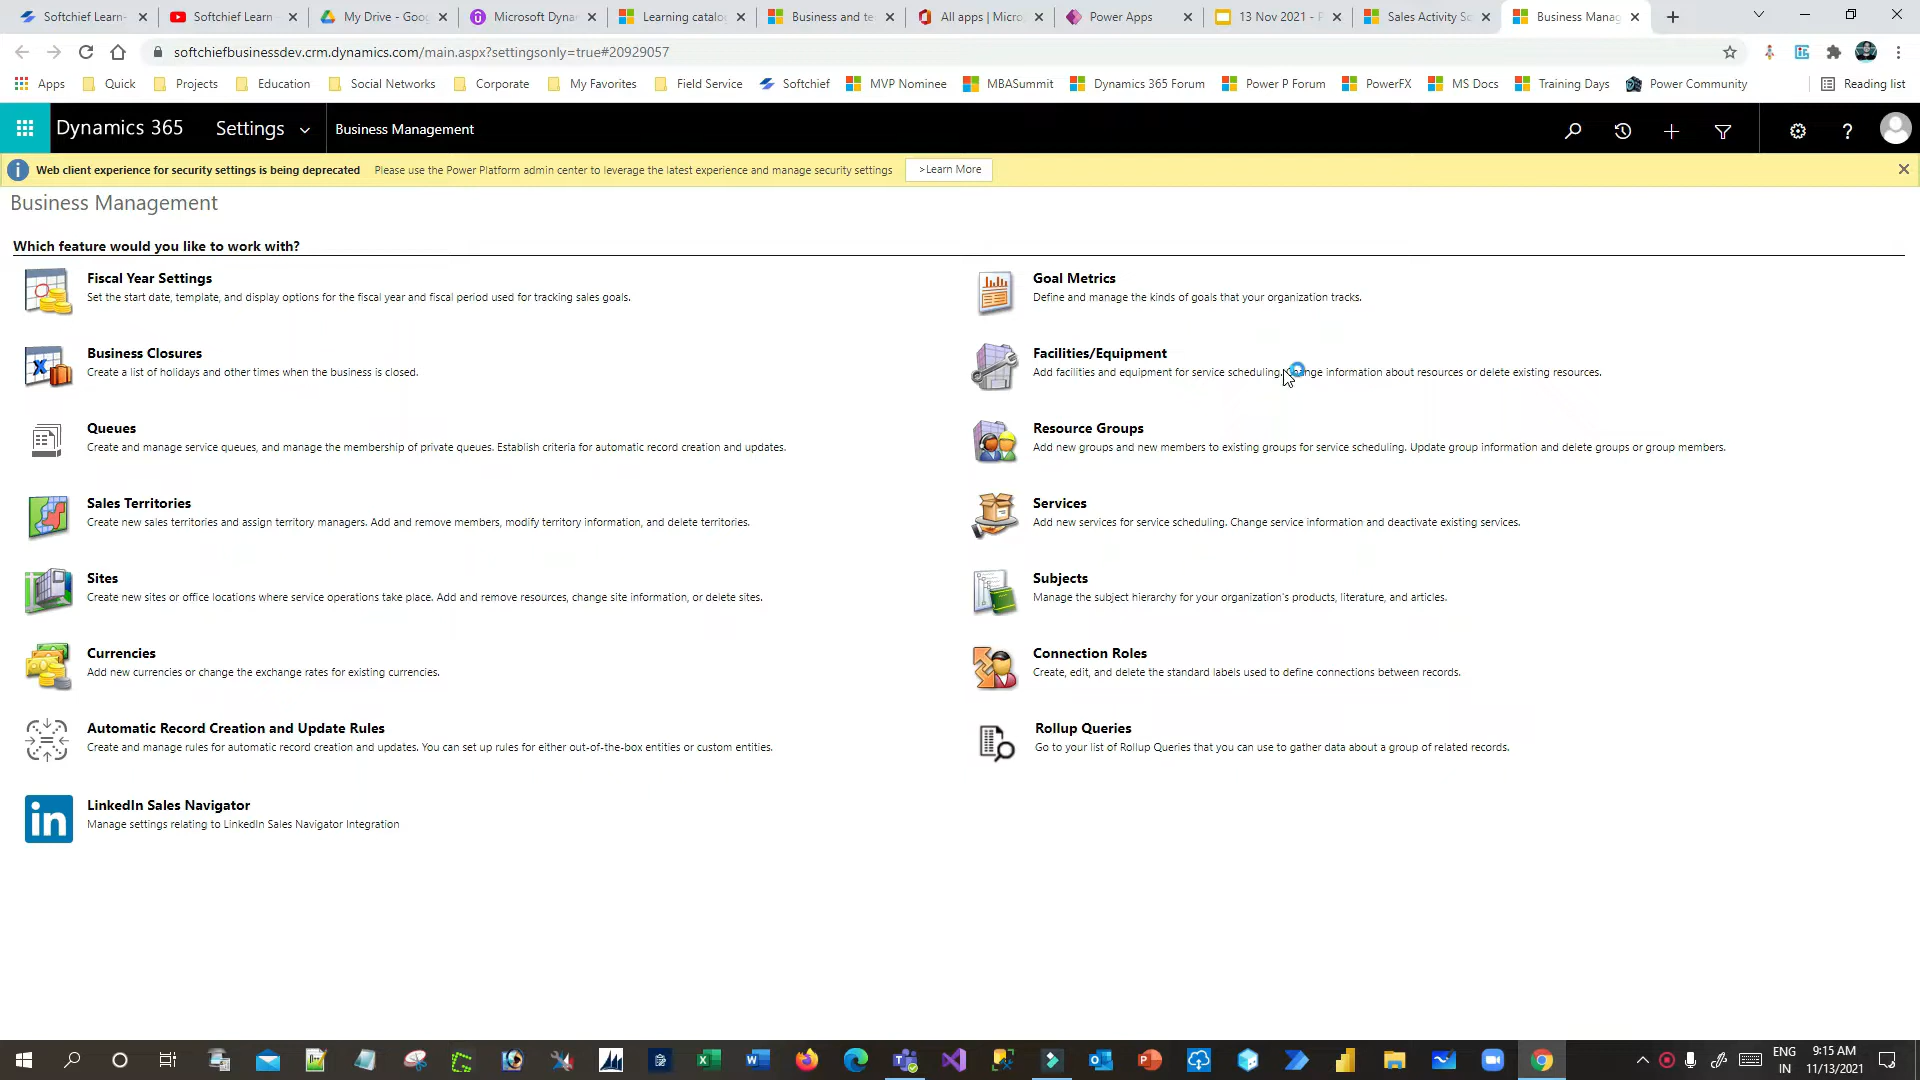 Softchief Learn-
Softchief Learn
My Drive - Goo
Microsoft Dyna
Learning catalo
Business and te
All apps | Micro
Power Apps
13 Nov 2021 - P
Sales Activity So
Business Manag
softchiefbusinessdev.crm.dynamics.com/main.aspx?settingsonly=true#20929057
Apps
Quick
Projects
Education
Social Networks
Corporate
My Favorites
Field Service
Softchief
MVP Nominee
MBASummit
Dynamics 365 Forum
Power P Forum
PowerFX
MS Docs
Training Days
Power Community
Reading list
Dynamics 365
Settings
Business Management
Web client experience for security settings is being deprecated Please use the Power Platform admin center to leverage the latest experience and manage security settings >Learn More
Business Management
Which feature would you like to work with?
Fiscal Year Settings
Set the start date, template, and display options for the fiscal year and fiscal period used for tracking sales goals.
Goal Metrics
Define and manage the kinds of goals that your organization tracks.
Business Closures
Create a list of holidays and other times when the business is closed.
Facilities/Equipment
Add facilities and equipment for service scheduling. Change information about resources or delete existing resources.
Queues
Create and manage service queues, and manage the membership of private queues. Establish criteria for automatic record creation and updates.
Resource Groups
Add new groups and new members to existing groups for service scheduling. Update group information and delete groups or group members.
Sales Territories
Create new sales territories and assign territory managers. Add and remove members, modify territory information, and delete territories.
Services
Add new services for service scheduling. Change service information and deactivate existing services.
Sites
Create new sites or office locations where service operations take place. Add and remove resources, change site information, or delete sites.
Subjects
Manage the subject hierarchy for your organization's products, literature, and articles.
Currencies
Add new currencies or change the exchange rates for existing currencies.
Connection Roles
Create, edit, and delete the standard labels used to define connections between records.
Automatic Record Creation and Update Rules
Create and manage rules for automatic record creation and updates. You can set up rules for either out-of-the-box entities or custom entities.
Rollup Queries
Go to your list of Rollup Queries that you can use to gather data about a group of related records.
LinkedIn Sales Navigator
Manage settings relating to LinkedIn Sales Navigator Integration
ENG
IN
9:15 AM
11/13/2021